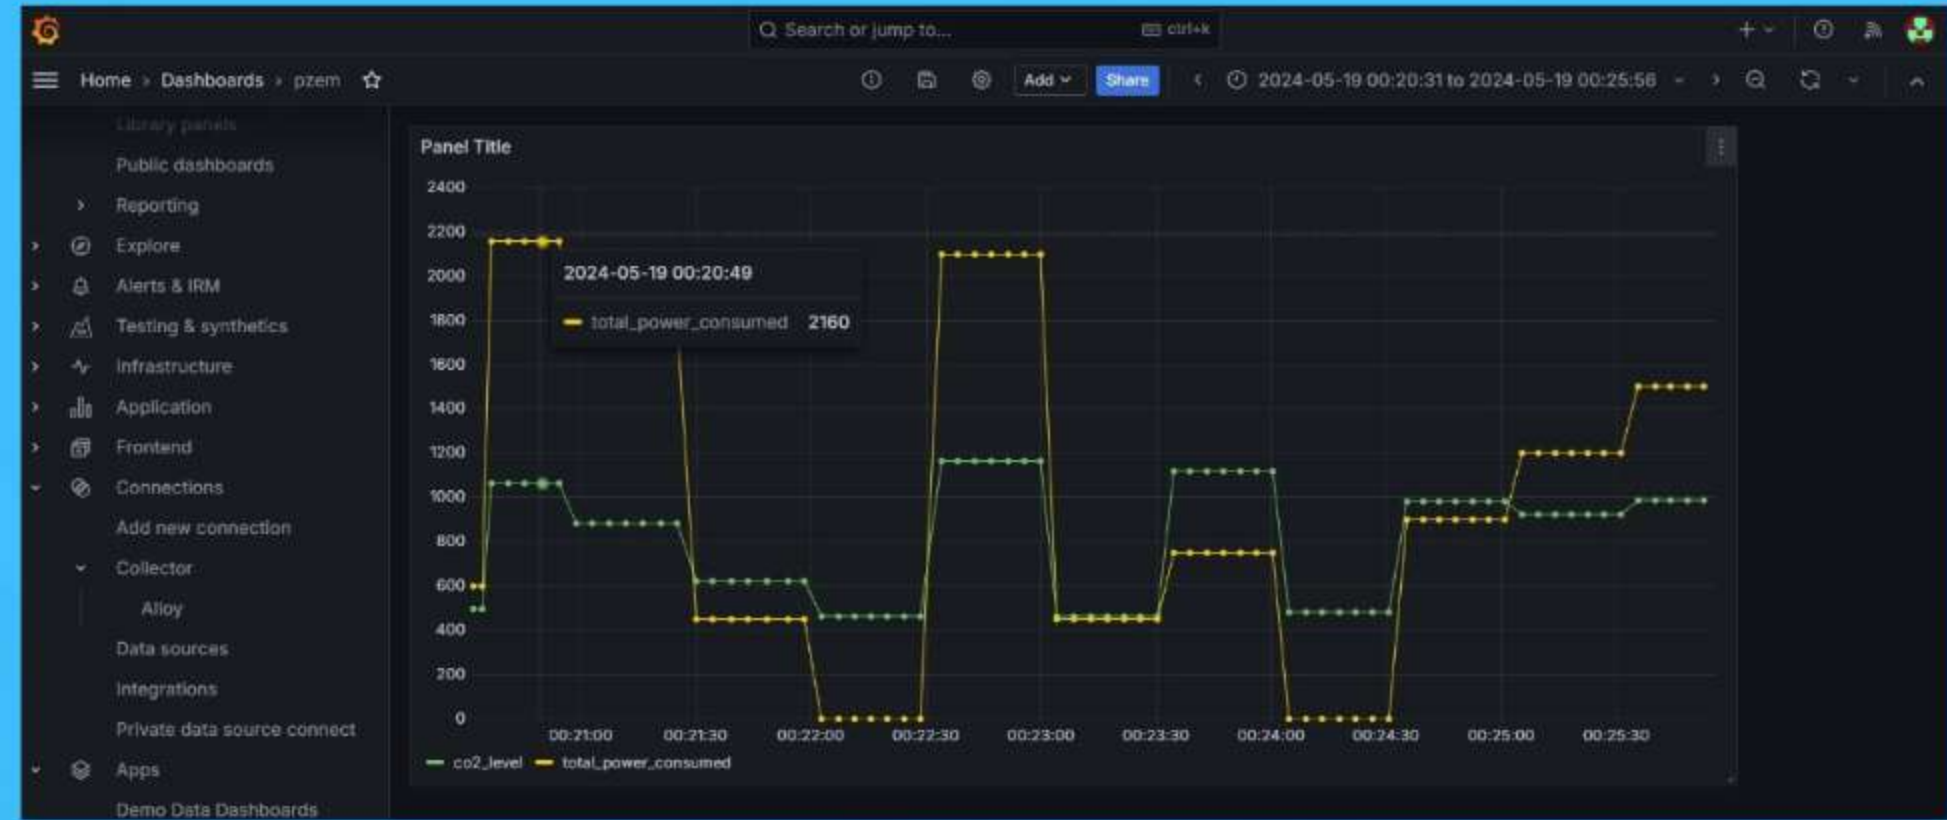 Search or jump to... ctrl+k
Home > Dashboards > pzem
Add
Share
2024-05-19 00:20:31 to 2024-05-19 00:25:56
Library panels
Public dashboards
Reporting
Explore
Alerts & IRM
Testing & synthetics
Infrastructure
Application
Frontend
Connections
Add new connection
Collector
Alloy
Data sources
Integrations
Private data source connect
Apps
Demo Data Dashboards
Panel Title
2400
2200
2000
1800
1600
1400
1200
1000
800
600
400
200
0
2024-05-19 00:20:49
total_power_consumed 2160
00:21:00 00:21:30 00:22:00 00:22:30 00:23:00 00:23:30 00:24:00 00:24:30 00:25:00 00:25:30
co2_level total_power_consumed